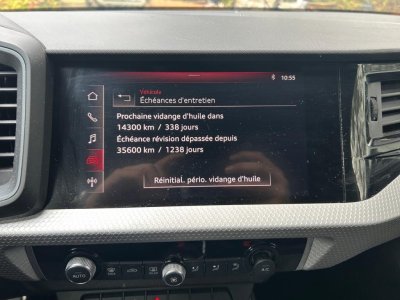 10:55
Véhicule
Échéances d'entretien
Prochaine vidange d'huile dans
14300 km / 338 jours
Échéance révision dépassée depuis
35600 km / 1238 jours
Réinitial. pério. vidange d'huile
A/C